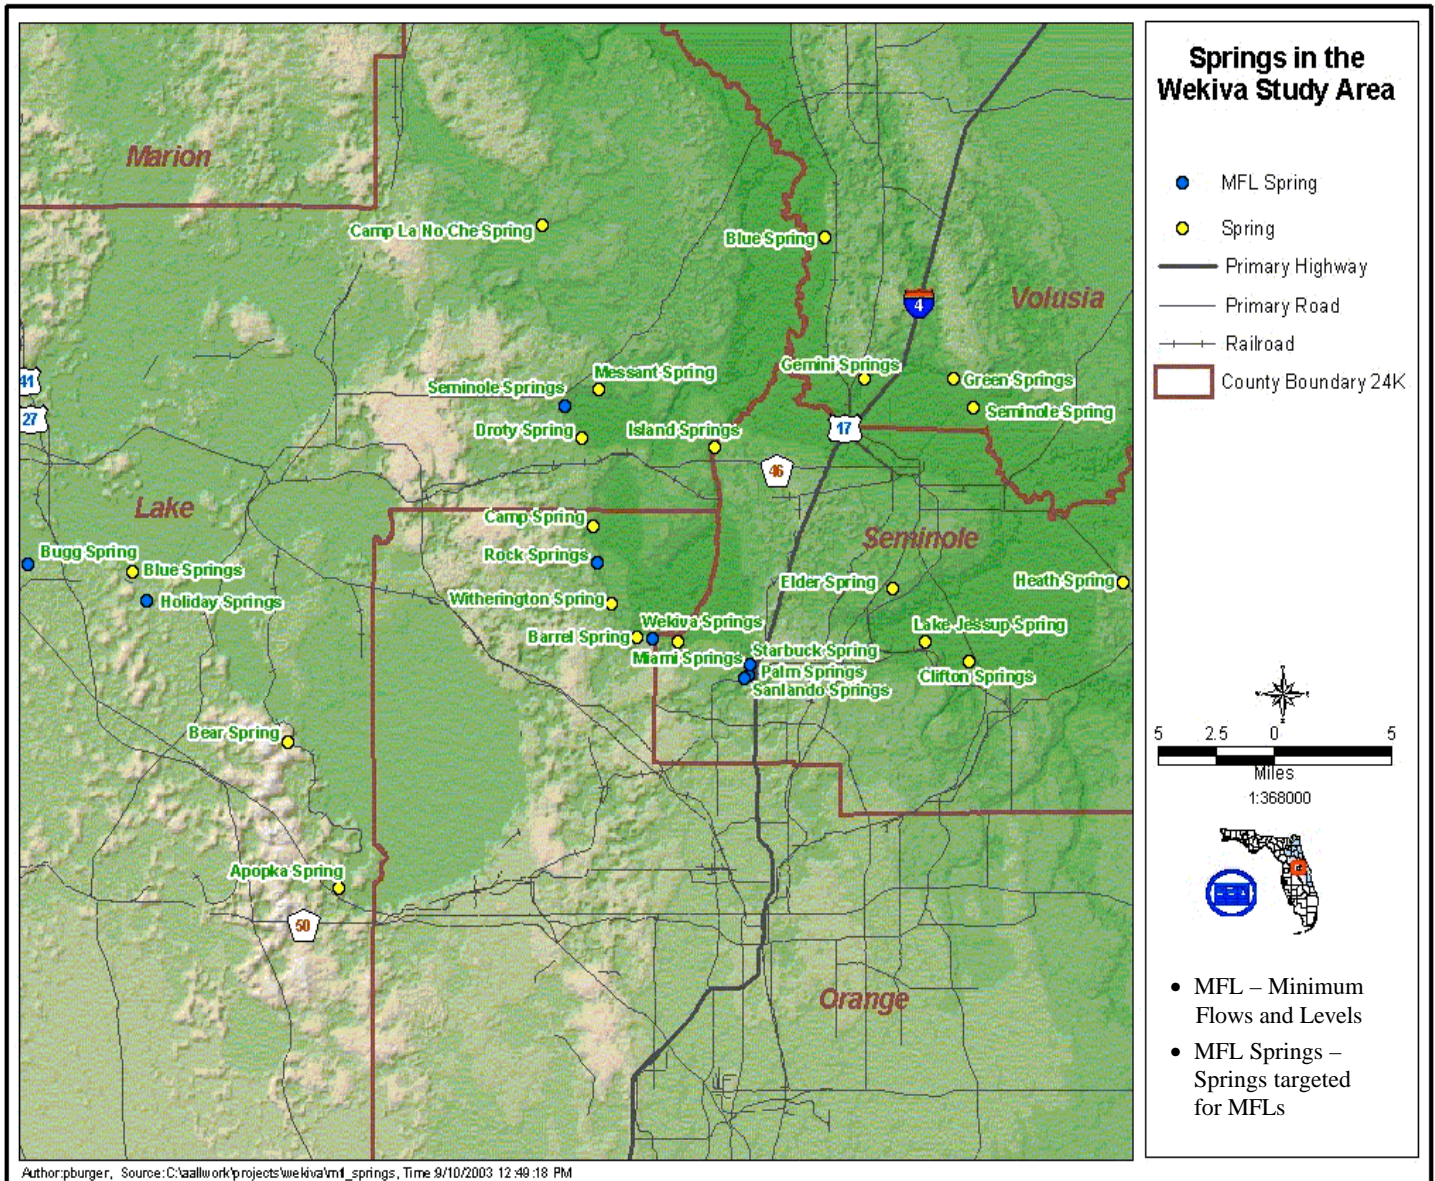 Springs in the
Wekiva Study Area
MFL Spring
Spring
Primary Highway
Primary Road
Railroad
County Boundary 24K
Marion
Camp La No Che Spring
Blue Spring
4
Volusia
41
27
Seminole Springs
Messant Spring
Gemini Springs
Green Springs
Seminole Spring
Droty Spring
Island Springs
17
46
Lake
Camp Spring
Seminole
Bugg Spring
Blue Springs
Rock Springs
Elder Spring
Heath Spring
Holiday Springs
Witherington Spring
Wekiva Springs
Lake Jessup Spring
Barrel Spring
Miami Springs
Starbuck Spring
Palm Springs
Clifton Springs
Sanlando Springs
Bear Spring
Apopka Spring
50
Orange
5 2.5 0 5
Miles
1:368000
• MFL – Minimum
Flows and Levels
• MFL Springs –
Springs targeted
for MFLs
Author:pburger, Source:C:\aallwork\projects\wekiva\mfl_springs, Time:9/10/2003 12:49:18 PM